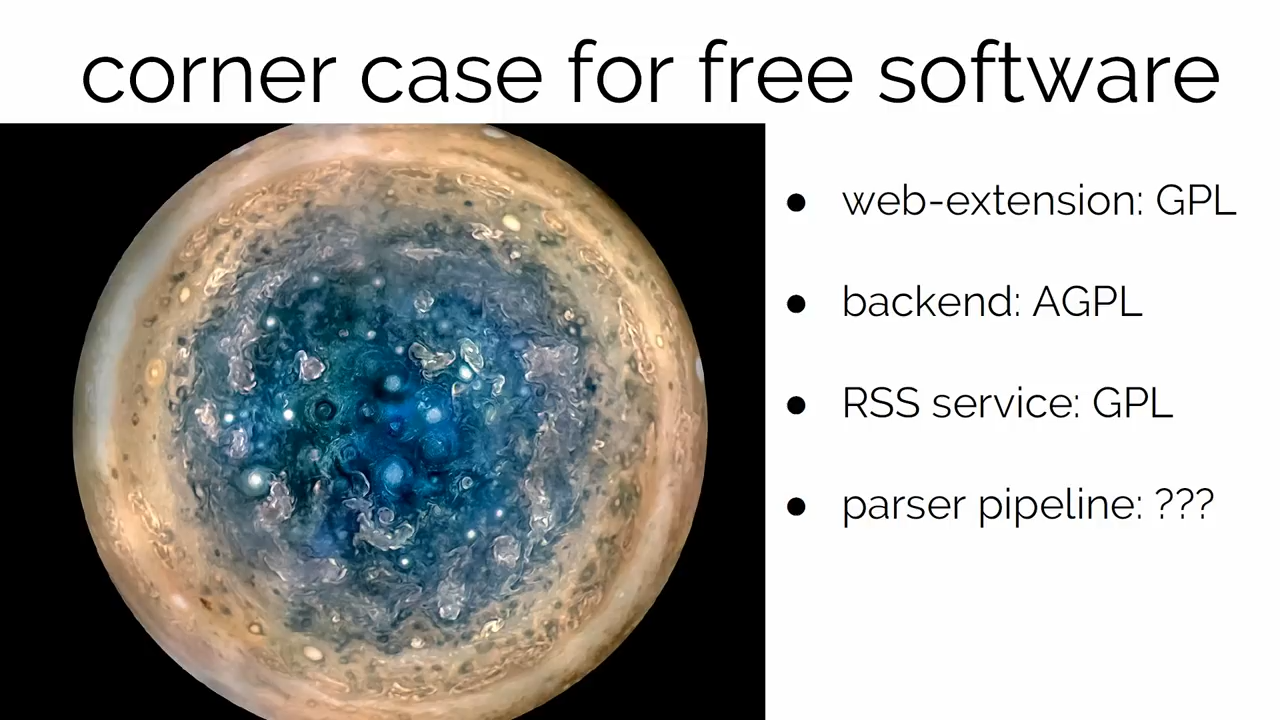 corner case for free software
● web-extension: GPL
● backend: AGPL
● RSS service: GPL
● parser pipeline: ???